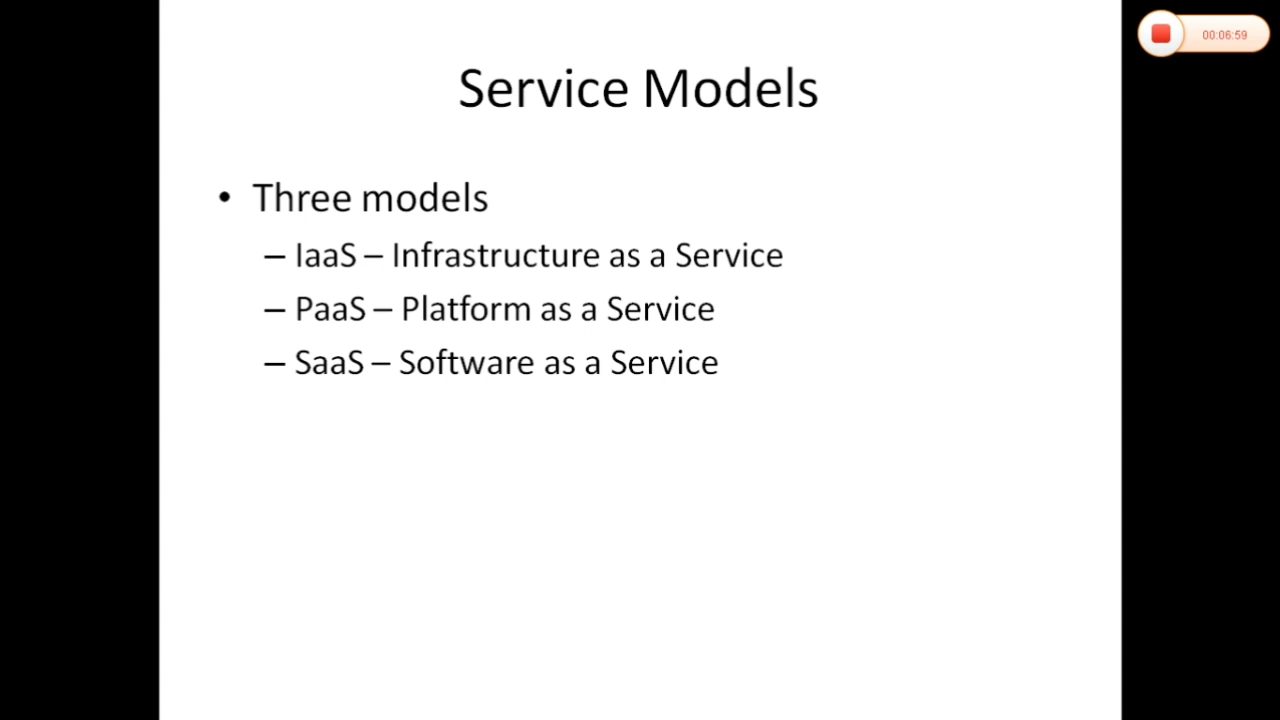 00:06:59
Service Models
• Three models
– IaaS – Infrastructure as a Service
– PaaS – Platform as a Service
– SaaS – Software as a Service